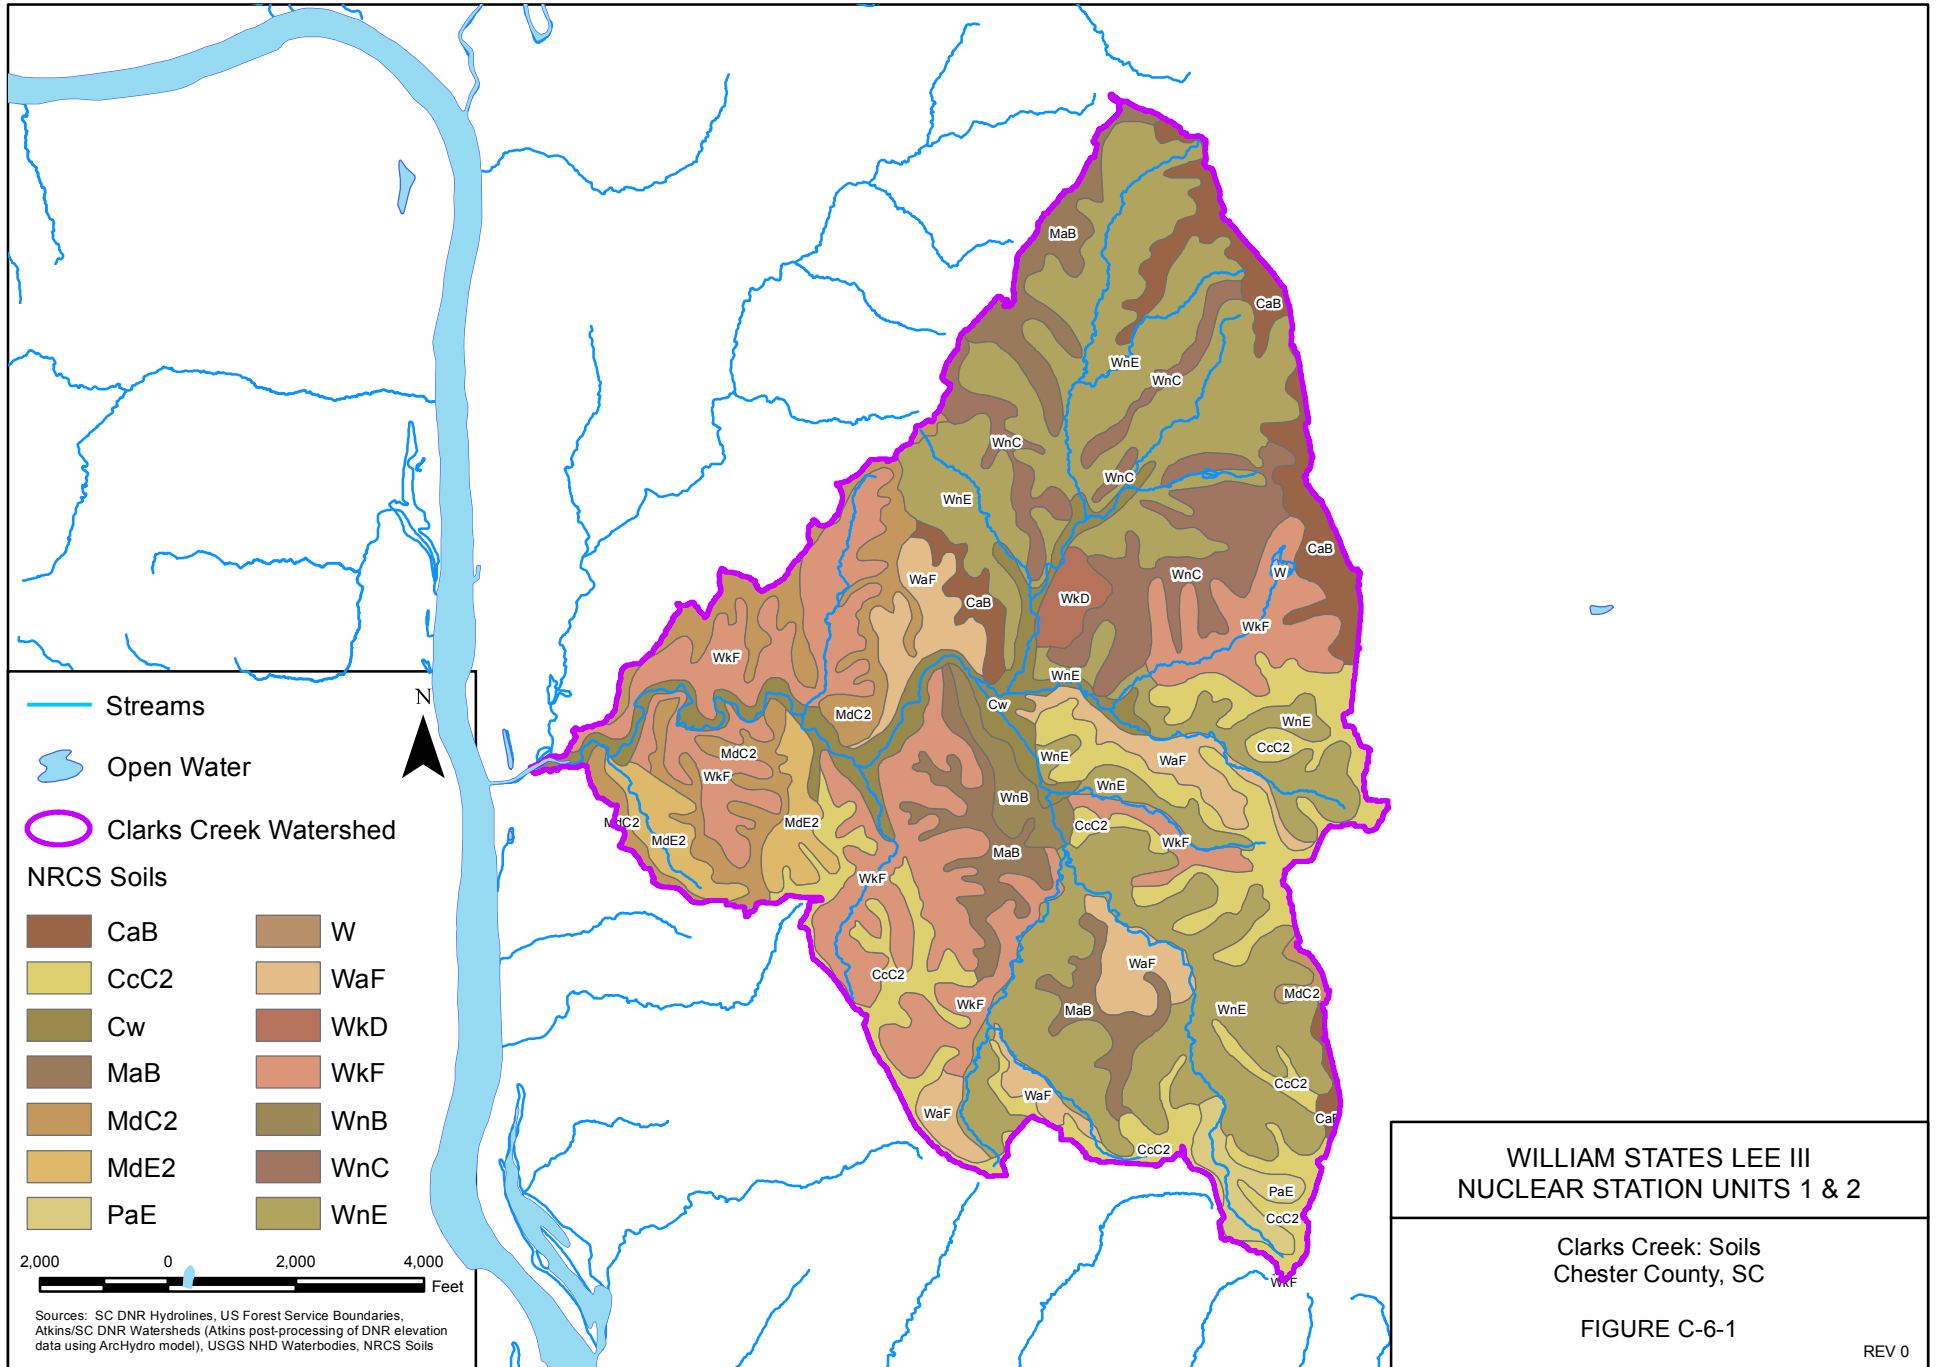 MaB
CaB
WnE
WnC
WnC
WnC
WnE
CaB
WaF
WnC
W
CaB
WkD
WkF
WkF
WnE
Cw
MdC2
WnE
CcC2
MdC2
WnE
WaF
WkF
WnE
WnB
MdC2
MdE2
CcC2
MdE2
WkF
MaB
WkF
WaF
CcC2
MdC2
WkF
MaB
WnE
CcC2
WaF
WaF
CcC2
PaE
CcC2
WkF
N
Streams
Open Water
Clarks Creek Watershed
NRCS Soils
CaB
CcC2
Cw
MaB
MdC2
MdE2
PaE
W
WaF
WkD
WkF
WnB
WnC
WnE
2,000 0 2,000 4,000
Feet
Sources: SC DNR Hydrolines, US Forest Service Boundaries,
Atkins/SC DNR Watersheds (Atkins post-processing of DNR elevation
data using ArcHydro model), USGS NHD Waterbodies, NRCS Soils
WILLIAM STATES LEE III
NUCLEAR STATION UNITS 1 & 2
Clarks Creek: Soils
Chester County, SC
FIGURE C-6-1
REV 0